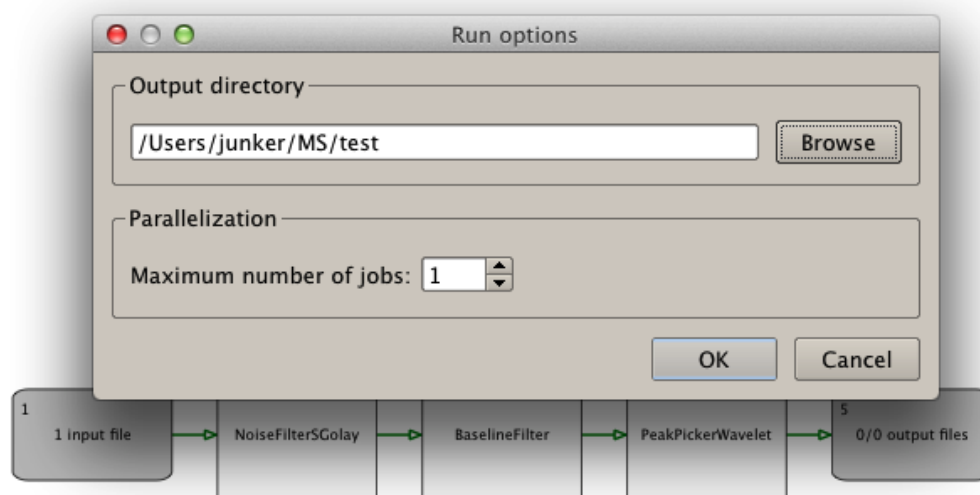 Run options
Output directory
/Users/junker/MS/test
Browse
Parallelization
Maximum number of jobs: 1
OK
Cancel
1
5
1 input file
NoiseFilterSGolay
BaselineFilter
PeakPickerWavelet
0/0 output files